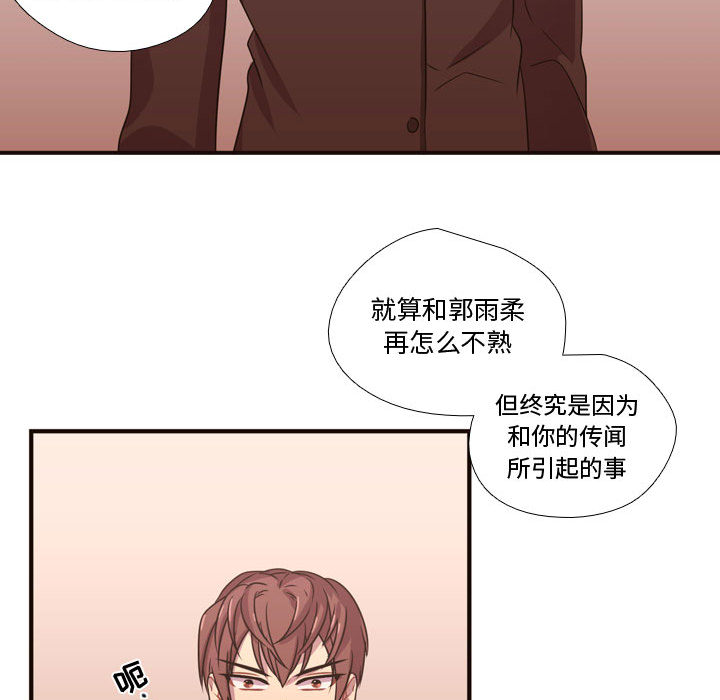 就算和郭雨柔
再怎么不熟
但终究是因为
和你的传闻
所引起的事
呃